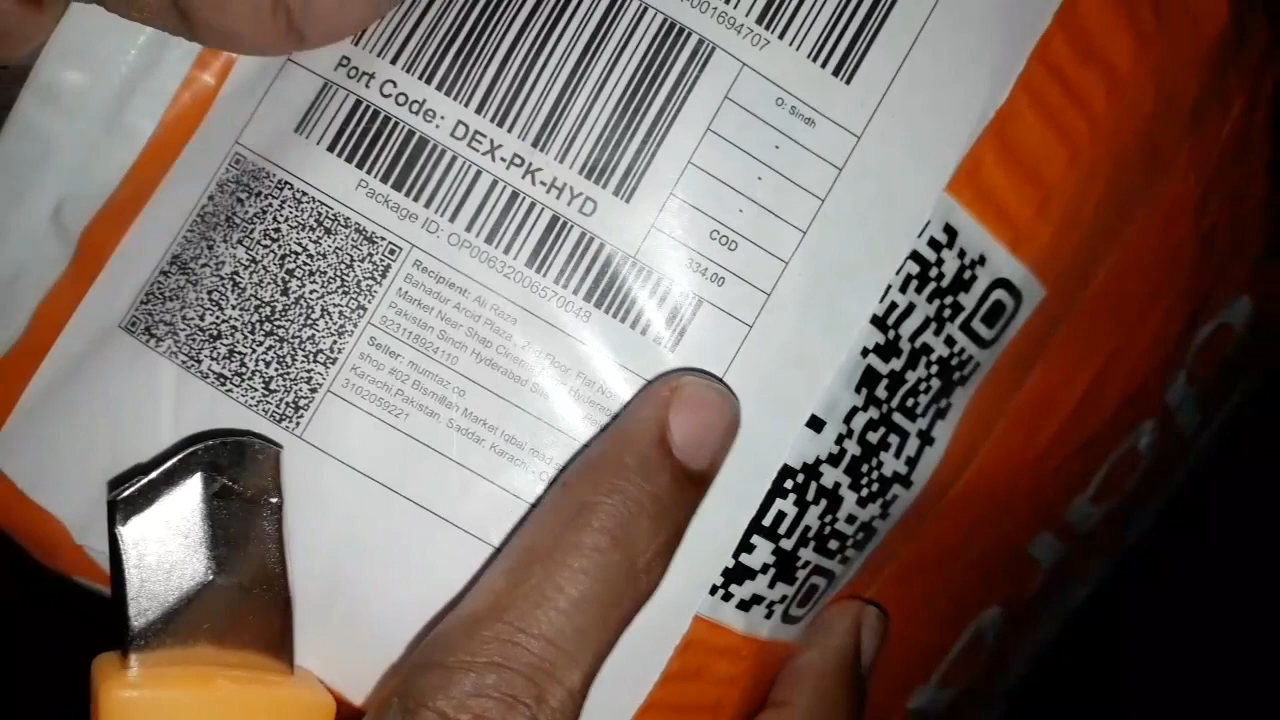 001694707
O: Sindh
-
-
-
COD
334.00
Port Code: DEX-PK-HYD
Package ID: OP00632006570048
Recipient: Ali Raza
Bahadur Arcid Plaza, 2nd Floor, Flat No
Market Near Shap Cinema Hyderabad
Pakistan Sindh Hyderabad
923118924110
Seller: mumtaz co
shop #02 Bismillah Market Iqbal road
Karachi,Pakistan, Saddar, Karachi -
3102059221